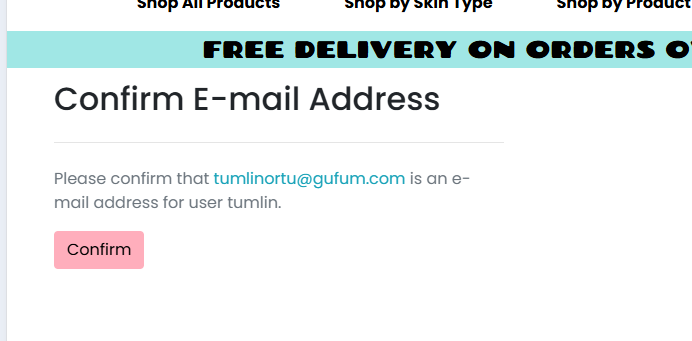 Shop All Products Shop by Skin Type Shop by Product
FREE DELIVERY ON ORDERS
Confirm E-mail Address
Please confirm that tumlinortu@gufum.com is an e-
mail address for user tumlin.
Confirm